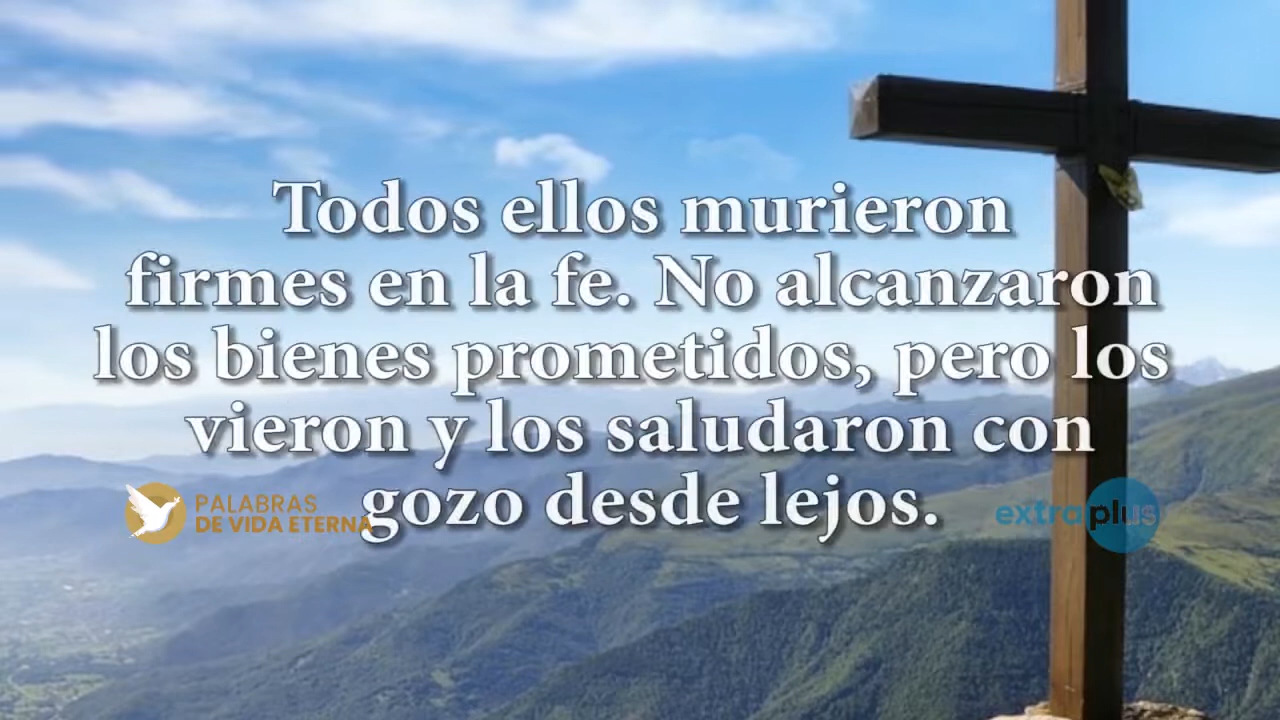 Todos ellos murieron
firmes en la fe. No alcanzaron
los bienes prometidos, pero los
vieron y los saludaron con
gozo desde lejos.
PALABRAS
DE VIDA ETERNA
extraplus